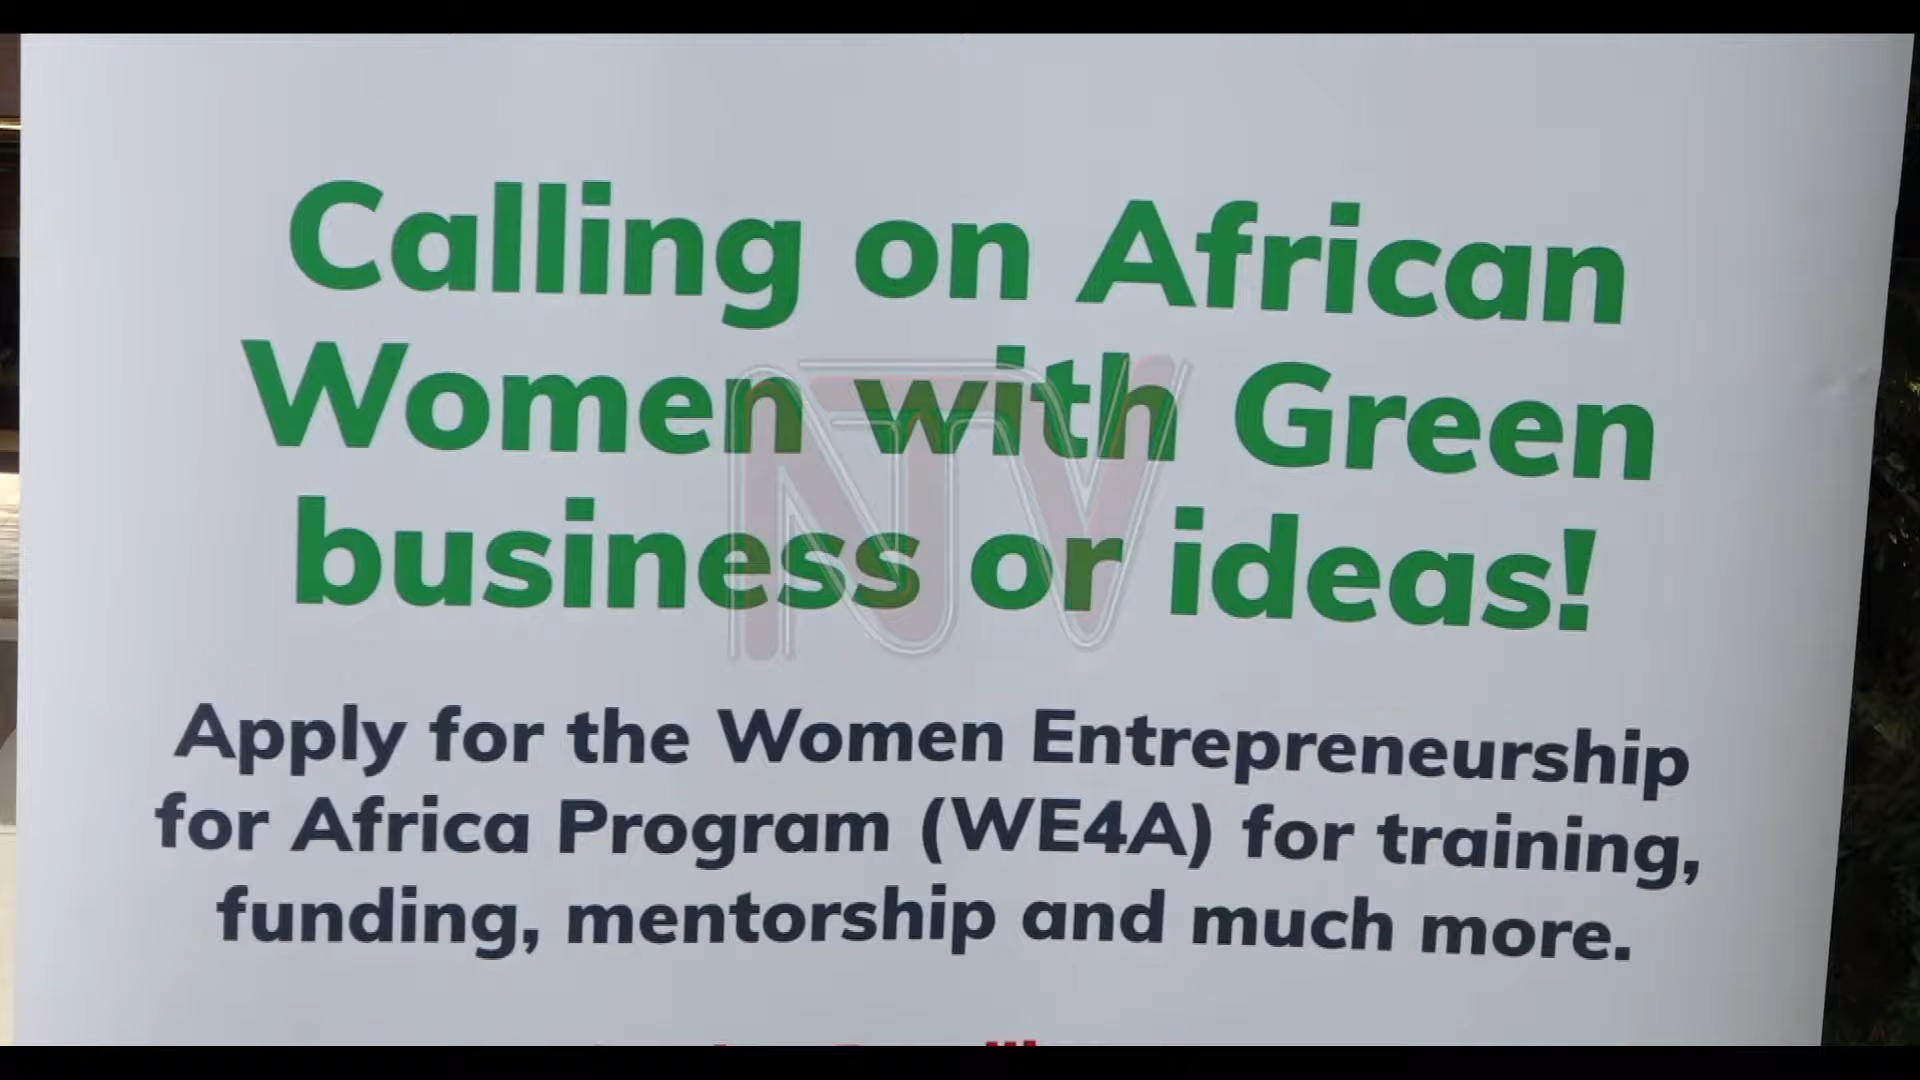 Calling on African
Women with Green
business or ideas!
NTV
Apply for the Women Entrepreneurship
for Africa Program (WE4A) for training,
funding, mentorship and much more.